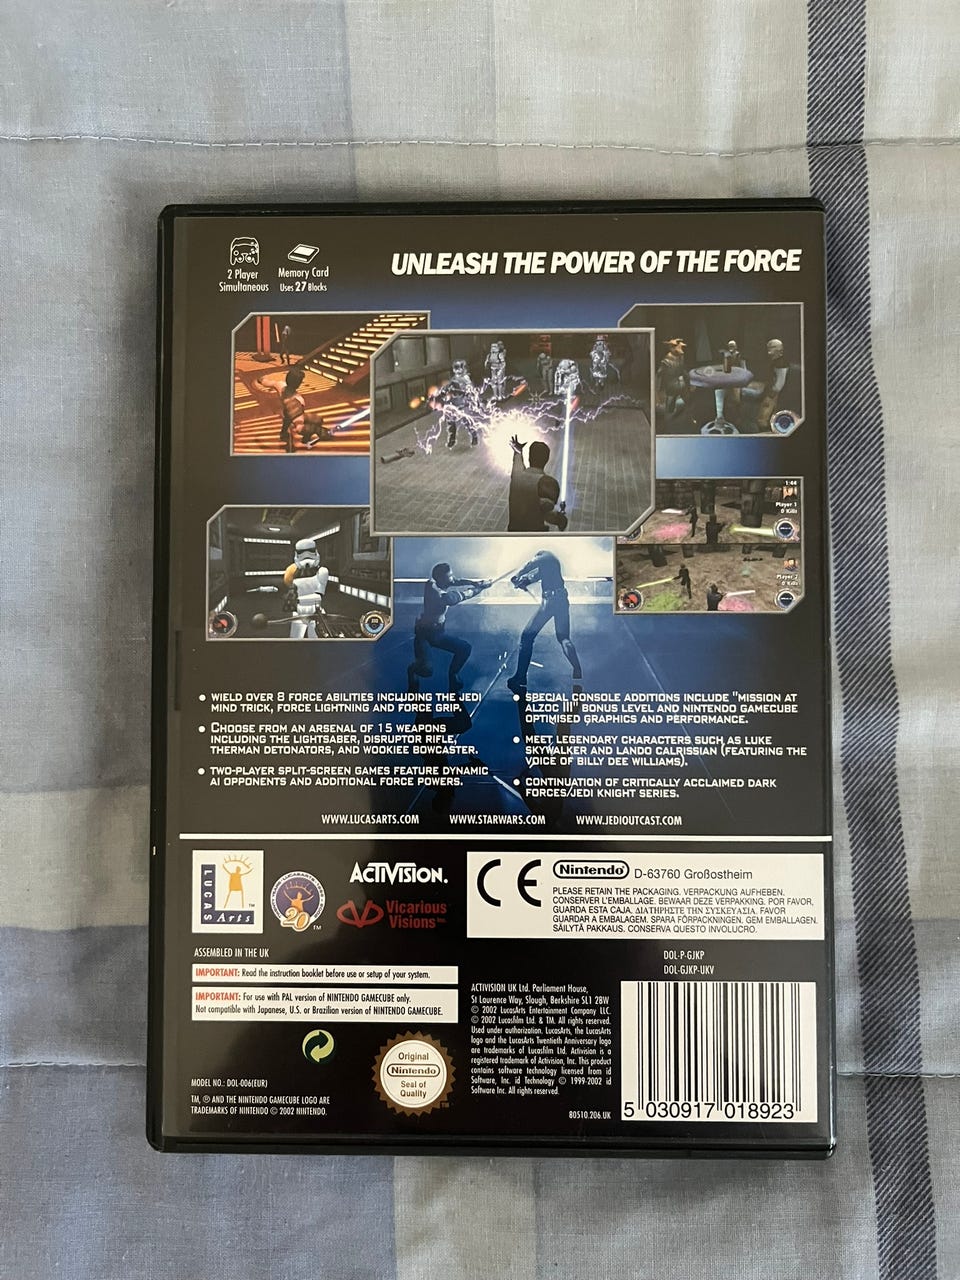 UNLEASH THE POWER OF THE FORCE
2 Player
Simultaneous
Memory Card
Uses 27 Blocks
1:44
Player 1
0 Kills
Player 2
0 Kills
• WIELD OVER 8 FORCE ABILITIES INCLUDING THE JEDI
MIND TRICK, FORCE LIGHTNING AND FORCE GRIP.
• CHOOSE FROM AN ARSENAL OF 15 WEAPONS
INCLUDING THE LIGHTSABER, DISRUPTOR RIFLE,
THERMAN DETONATORS, AND WOOKIEE BOWCASTER.
• TWO-PLAYER SPLIT-SCREEN GAMES FEATURE DYNAMIC
AI OPPONENTS AND ADDITIONAL FORCE POWERS.
• SPECIAL CONSOLE ADDITIONS INCLUDE "MISSION AT
ALZOC III" BONUS LEVEL AND NINTENDO GAMECUBE
OPTIMISED GRAPHICS AND PERFORMANCE.
• MEET LEGENDARY CHARACTERS SUCH AS LUKE
SKYWALKER AND LANDO CALRISSIAN (FEATURING THE
VOICE OF BILLY DEE WILLIAMS).
• CONTINUATION OF CRITICALLY ACCLAIMED DARK
FORCES/JEDI KNIGHT SERIES.
WWW.LUCASARTS.COM WWW.STARWARS.COM WWW.JEDIOUTCAST.COM
LUCAS
Arts
TM
20
TM
ACTIVISION.
Vicarious
Visions
CE
Nintendo D-63760 Großostheim
PLEASE RETAIN THE PACKAGING. VERPACKUNG AUFHEBEN.
CONSERVER L'EMBALLAGE. BEWAAR DEZE VERPAKKING. POR FAVOR,
GUARDA ESTA CAJA. ΔΙΑΤΗΡΗΣΤΕ ΤΗΝ ΣΥΣΚΕΥΑΣΙΑ. FAVOR
GUARDAR A EMBALAGEM. SPARA FÖRPACKNINGEN. GEM EMBALLAGEN.
SÄILYTÄ PAKKAUS. CONSERVA QUESTO INVOLUCRO.
ASSEMBLED IN THE UK
IMPORTANT: Read the instruction booklet before use or setup of your system.
IMPORTANT: For use with PAL version of NINTENDO GAMECUBE only.
Not compatible with Japanese, U.S. or Brazilian version of NINTENDO GAMECUBE.
MODEL NO.: DOL-006(EUR)
TM, ® AND THE NINTENDO GAMECUBE LOGO ARE
TRADEMARKS OF NINTENDO © 2002 NINTENDO.
Original
Nintendo
Seal of
Quality
TM
DOL-P-GJKP
DOL-GJKP-UKV
ACTIVISION UK Ltd. Parliament House,
St Laurence Way, Slough, Berkshire SL1 2BW
© 2002 LucasArts Entertainment Company LLC.
© 2002 Lucasfilm Ltd. & TM. All rights reserved.
Used under authorization. LucasArts, the LucasArts
logo and the LucasArts Twentieth Anniversary logo
are trademarks of Lucasfilm Ltd. Activision is a
registered trademark of Activision, Inc. This product
contains software technology licensed from id
Software, Inc. id Technology © 1999-2002 id
Software Inc. All rights reserved.
80510.206.UK
5 030917 018923